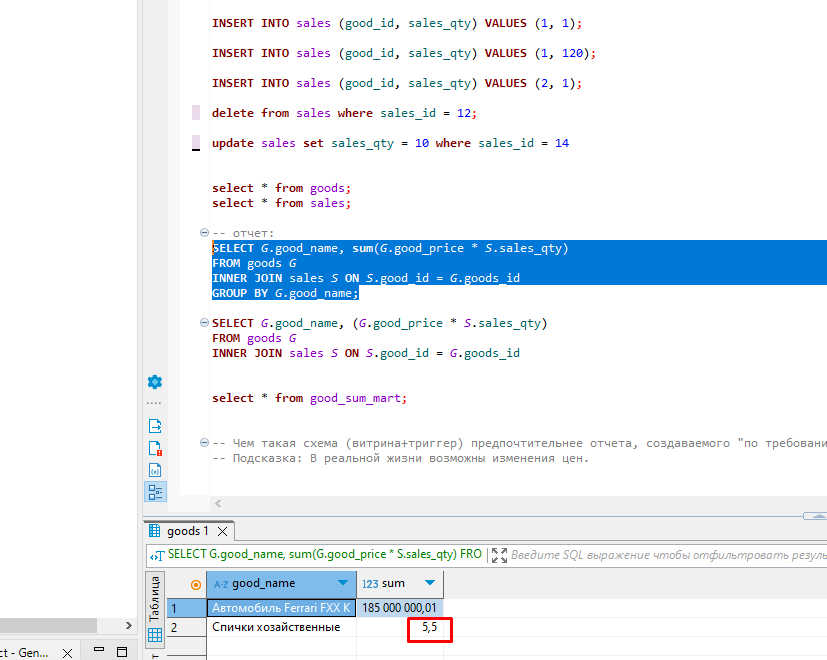 INSERT INTO sales (good_id, sales_qty) VALUES (1, 1);
INSERT INTO sales (good_id, sales_qty) VALUES (1, 120);
INSERT INTO sales (good_id, sales_qty) VALUES (2, 1);
delete from sales where sales_id = 12;
update sales set sales_qty = 10 where sales_id = 14
select * from goods;
select * from sales;
-- отчет:
SELECT G.good_name, sum(G.good_price * S.sales_qty)
FROM goods G
INNER JOIN sales S ON S.good_id = G.goods_id
GROUP BY G.good_name;
SELECT G.good_name, (G.good_price * S.sales_qty)
FROM goods G
INNER JOIN sales S ON S.good_id = G.goods_id
select * from good_sum_mart;
-- Чем такая схема (витрина+триггер) предпочтительнее отчета, создаваемого "по требовани
-- Подсказка: В реальной жизни возможны изменения цен.
goods 1
SELECT G.good_name, sum(G.good_price * S.sales_qty) FRO
Введите SQL выражение чтобы отфильтровать резуль
Таблица
A-Z good_name 123 sum
1 Автомобиль Ferrari FXX K 185 000 000,01
2 Спички хозайственные 5,5
ct - Gen...